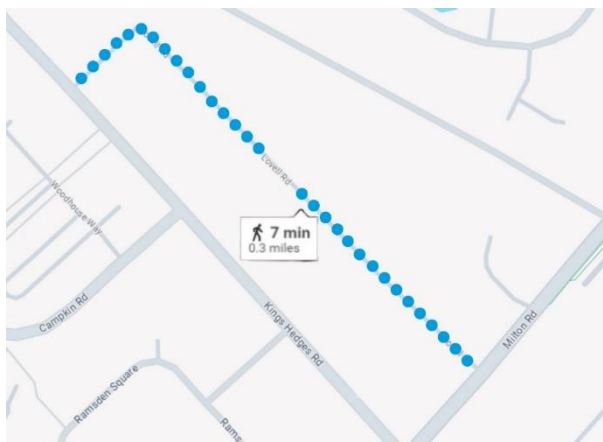 Lovell Rd
7 min
0.3 miles
Woodhouse Way
Campkin Rd
Kings Hedges Rd
Milton Rd
Ramsden Square